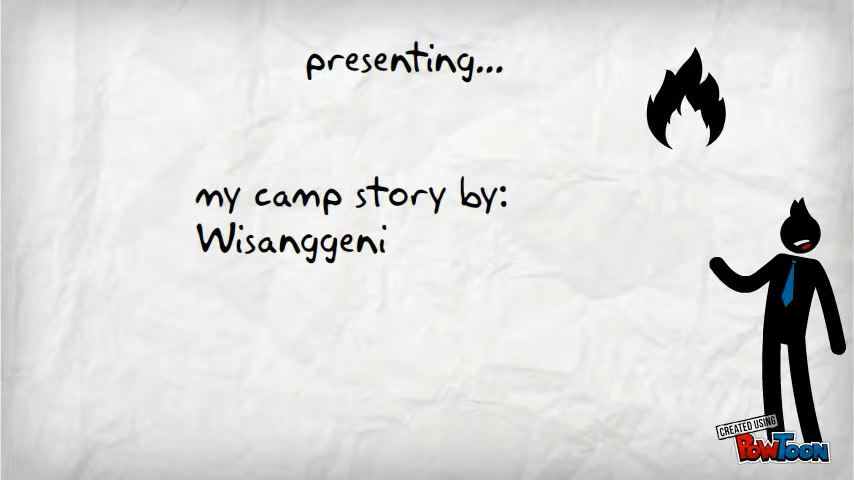 presenting...
my camp story by:
Wisanggeni
CREATED USING
POWTOON